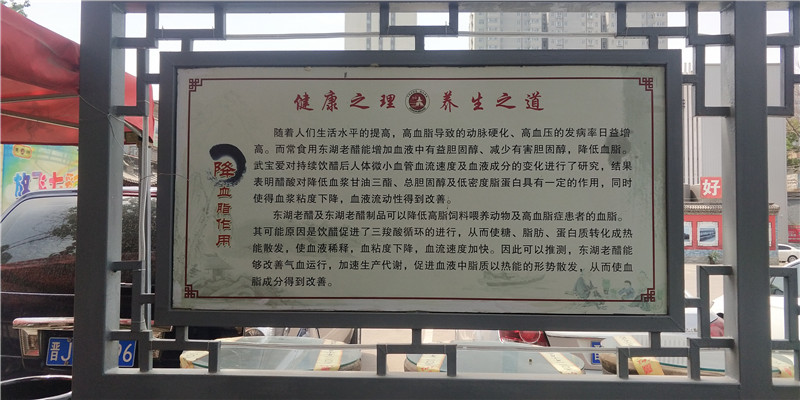 健康之理 养生之道
降血脂作用
随着人们生活水平的提高，高血脂导致的动脉硬化、高血压的发病率日益增
高。而常食用东湖老醋能增加血液中有益胆固醇、减少有害胆固醇，降低血脂。
武宝爱对持续饮醋后人体微小血管血流速度及血液成分的变化进行了研究，结果
表明醋酸对降低血浆甘油三酯、总胆固醇及低密度脂蛋白具有一定的作用，同时
使得血浆粘度下降，血液流动性得到改善。
东湖老醋及东湖老醋制品可以降低高脂饲料喂养动物及高血脂症患者的血脂。
其可能原因是饮醋促进了三羧酸循环的进行，从而使糖、脂肪、蛋白质转化成热
能散发，使血液稀释，血粘度下降，血流速度加快。因此可以推测，东湖老醋能
够改善气血运行，加速生产代谢，促进血液中脂质以热能的形势散发，从而使血
脂成分得到改善。
好
晋J
96